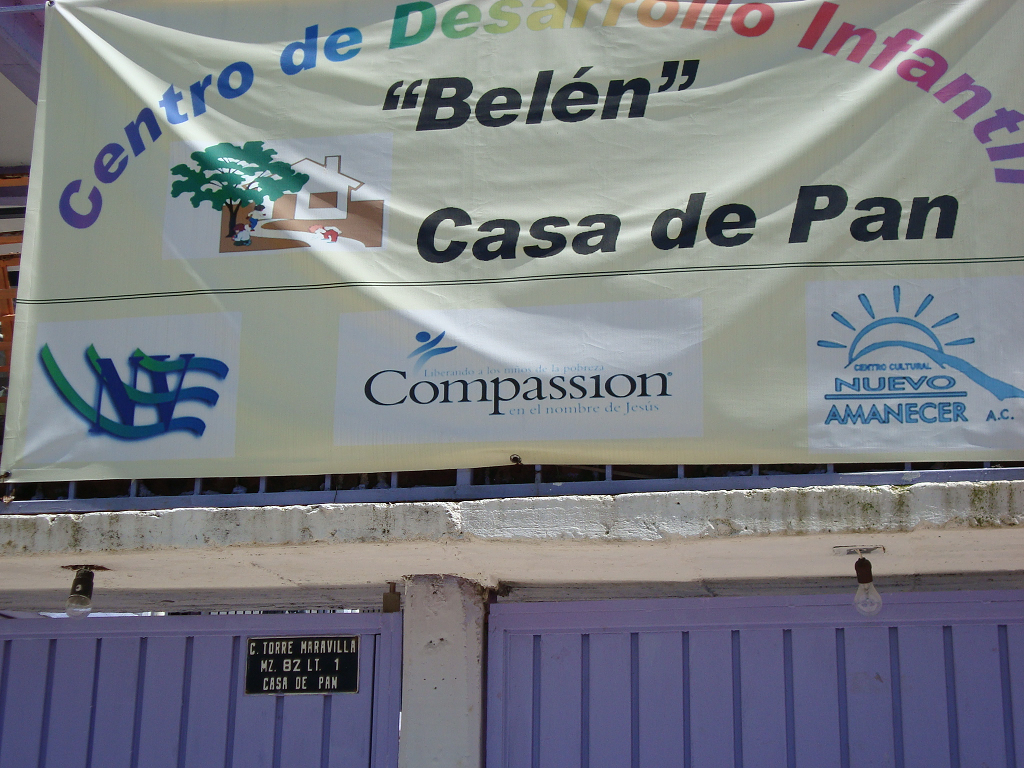 Centro de Desarrollo Infantil
“Belén”
Casa de Pan
Liberando a los niños de la pobreza
Compassion®
en el nombre de Jesús
CENTRO CULTURAL
NUEVO
AMANECER A.C.
C. TORRE MARAVILLA
MZ. 82 LT. 1
CASA DE PAN